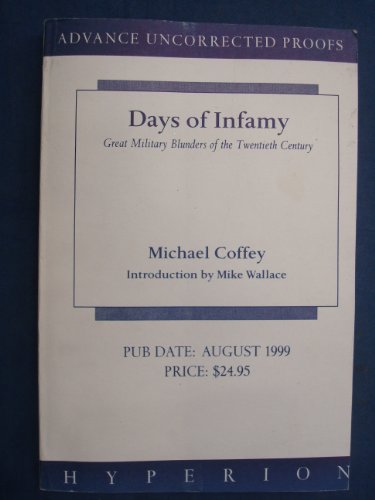 ADVANCE UNCORRECTED PROOFS
Days of Infamy
Great Military Blunders of the Twentieth Century
Michael Coffey
Introduction by Mike Wallace
PUB DATE: AUGUST 1999
PRICE: $24.95
HYPERION